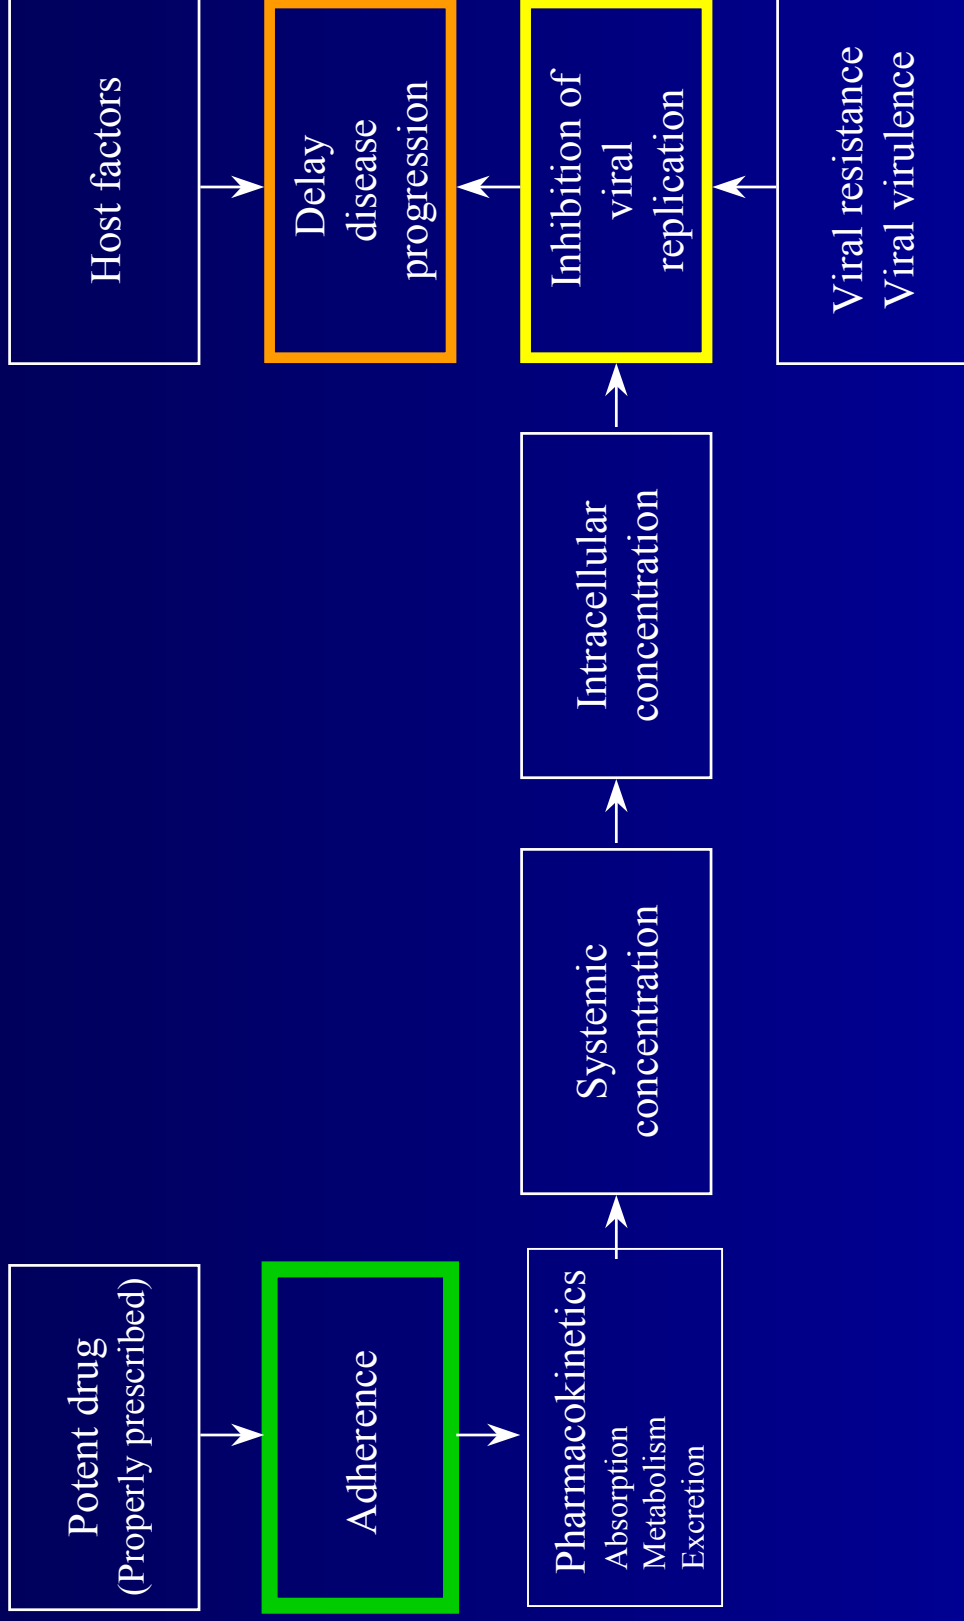 Potent drug
(Properly prescribed)
Adherence
Pharmacokinetics
Absorption
Metabolism
Excretion
Systemic
concentration
Intracellular
concentration
Host factors
Delay
disease
progression
Inhibition of
viral
replication
Viral resistance
Viral virulence